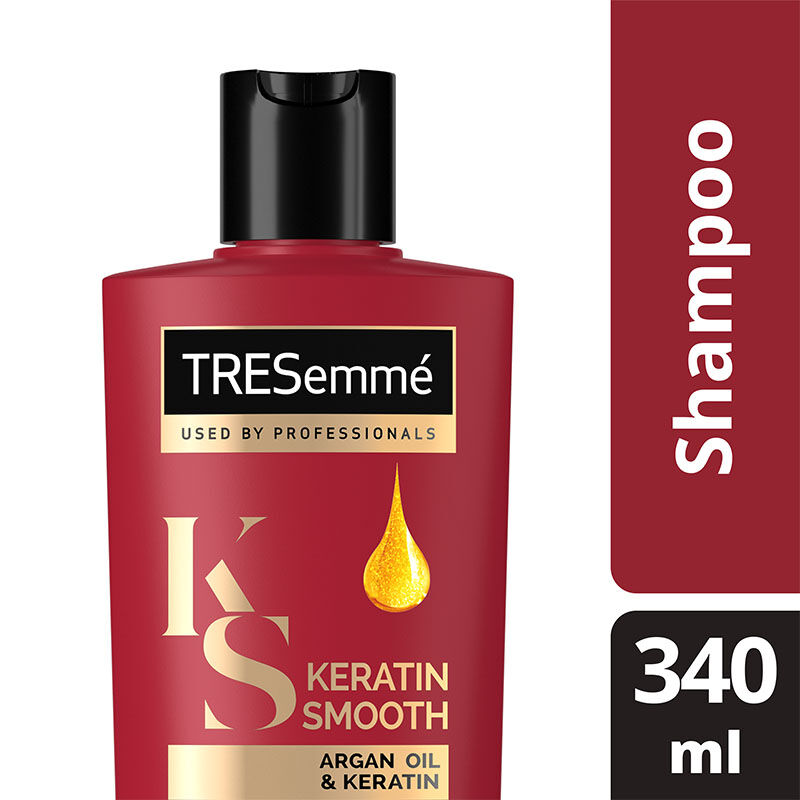 TRESemmé
USED BY PROFESSIONALS
KS
KERATIN
SMOOTH
ARGAN OIL
& KERATIN
Shampoo
340
ml